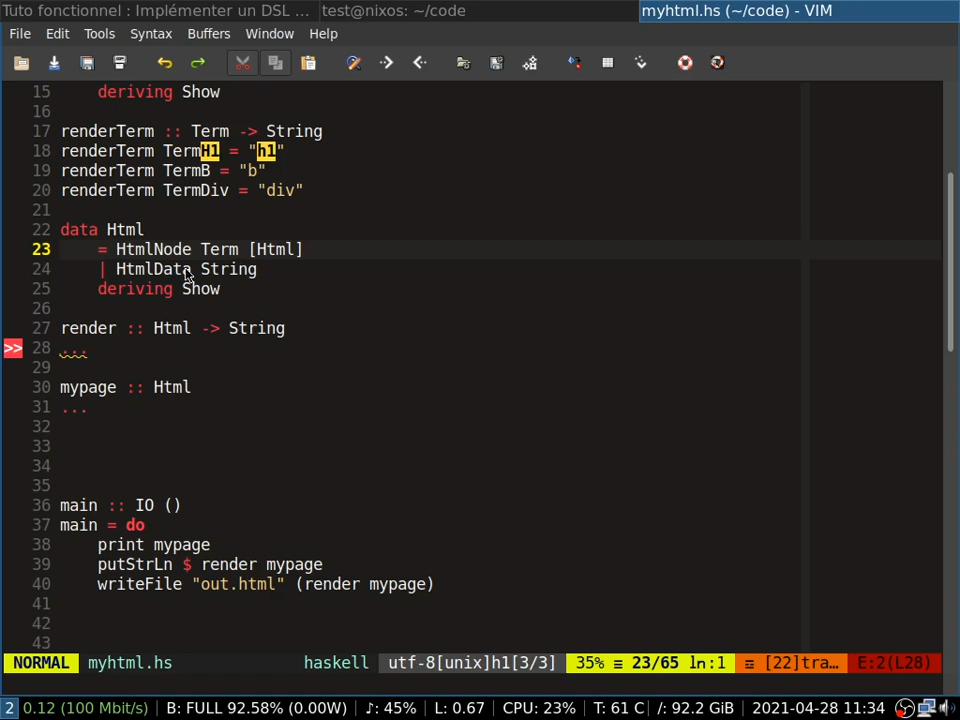 Tuto fonctionnel : Implémenter un DSL ... test@nixos: ~/code myhtml.hs (~/code) - VIM
File Edit Tools Syntax Buffers Window Help
15     deriving Show
16
17 renderTerm :: Term -> String
18 renderTerm TermH1 = "h1"
19 renderTerm TermB = "b"
20 renderTerm TermDiv = "div"
21
22 data Html
23     = HtmlNode Term [Html]
24     | HtmlData String
25     deriving Show
26
27 render :: Html -> String
>> 28 ...
29
30 mypage :: Html
31 ...
32
33
34
35
36 main :: IO ()
37 main = do
38     print mypage
39     putStrLn $ render mypage
40     writeFile "out.html" (render mypage)
41
42
43
NORMAL myhtml.hs haskell utf-8[unix]h1[3/3] 35% ≡ 23/65 ln:1 ≡ [22]tra... E:2(L28)
2 0.12 (100 Mbit/s) | B: FULL 92.58% (0.00W) | ♪: 45% | L: 0.67 | CPU: 23% | T: 61 C | /: 92.2 GiB | 2021-04-28 11:34